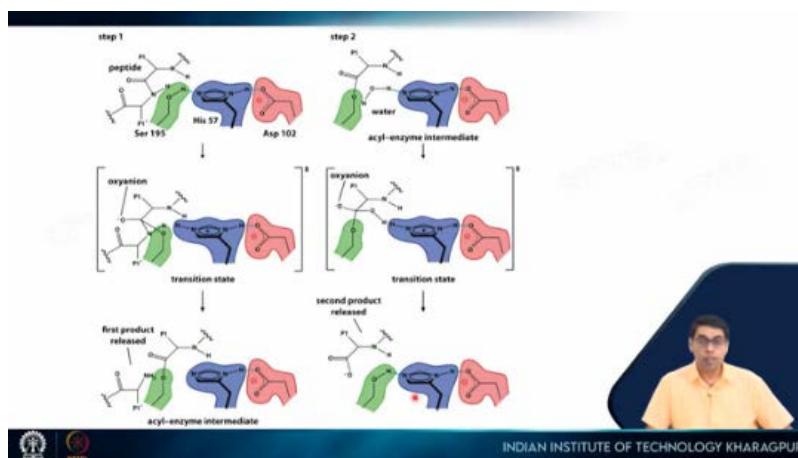 step 1
peptide
Ser 195
His 57
Asp 102
oxyanion
transition state
first product
released
acyl-enzyme intermediate
step 2
water
acyl-enzyme intermediate
oxyanion
transition state
second product
released
INDIAN INSTITUTE OF TECHNOLOGY KHARAGPUR